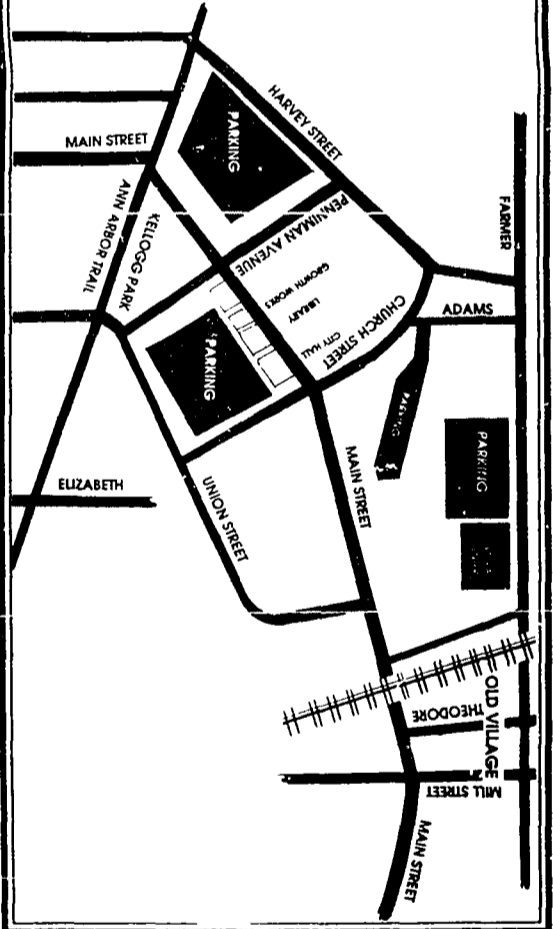 HARVEY STREET
PARKING
MAIN STREET
ANN ARBOR TRAIL
KELLOGG PARK
PENNIMAN AVENUE
FARMER
GROWTH WORKS
LIBRARY
CITY HALL
CHURCH STREET
ADAMS
PARKING
PARKING
PARKING
MAIN STREET
ELIZABETH
UNION STREET
OLD VILLAGE
THEODORE
MILL STREET
MAIN STREET